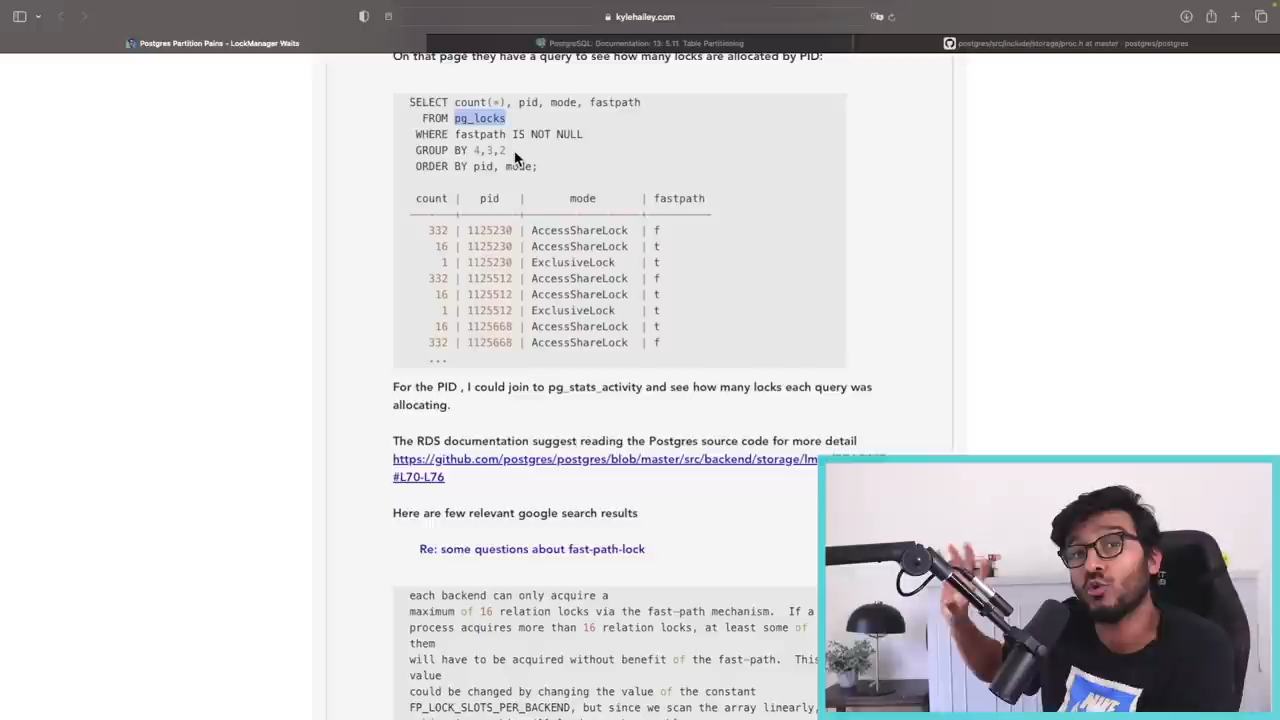 kylehailey.com
Postgres Partition Pains - LockManager Waits
PostgreSQL: Documentation: 13: 5.11. Table Partitioning
postgres/src/include/storage/proc.h at master · postgres/postgres
On that page they have a query to see how many locks are allocated by PID:
SELECT count(*), pid, mode, fastpath
FROM pg_locks
WHERE fastpath IS NOT NULL
GROUP BY 4,3,2
ORDER BY pid, mode;
count | pid | mode | fastpath
332 | 1125230 | AccessShareLock | f
16 | 1125230 | AccessShareLock | t
1 | 1125230 | ExclusiveLock | t
332 | 1125512 | AccessShareLock | f
16 | 1125512 | AccessShareLock | t
1 | 1125512 | ExclusiveLock | t
16 | 1125668 | AccessShareLock | t
332 | 1125668 | AccessShareLock | f
...
For the PID , I could join to pg_stats_activity and see how many locks each query was
allocating.
The RDS documentation suggest reading the Postgres source code for more detail
https://github.com/postgres/postgres/blob/master/src/backend/storage/lm
#L70-L76
Here are few relevant google search results
Re: some questions about fast-path-lock
each backend can only acquire a
maximum of 16 relation locks via the fast-path mechanism. If a
process acquires more than 16 relation locks, at least some of
them
will have to be acquired without benefit of the fast-path. This
value
could be changed by changing the value of the constant
FP_LOCK_SLOTS_PER_BACKEND, but since we scan the array linearly,